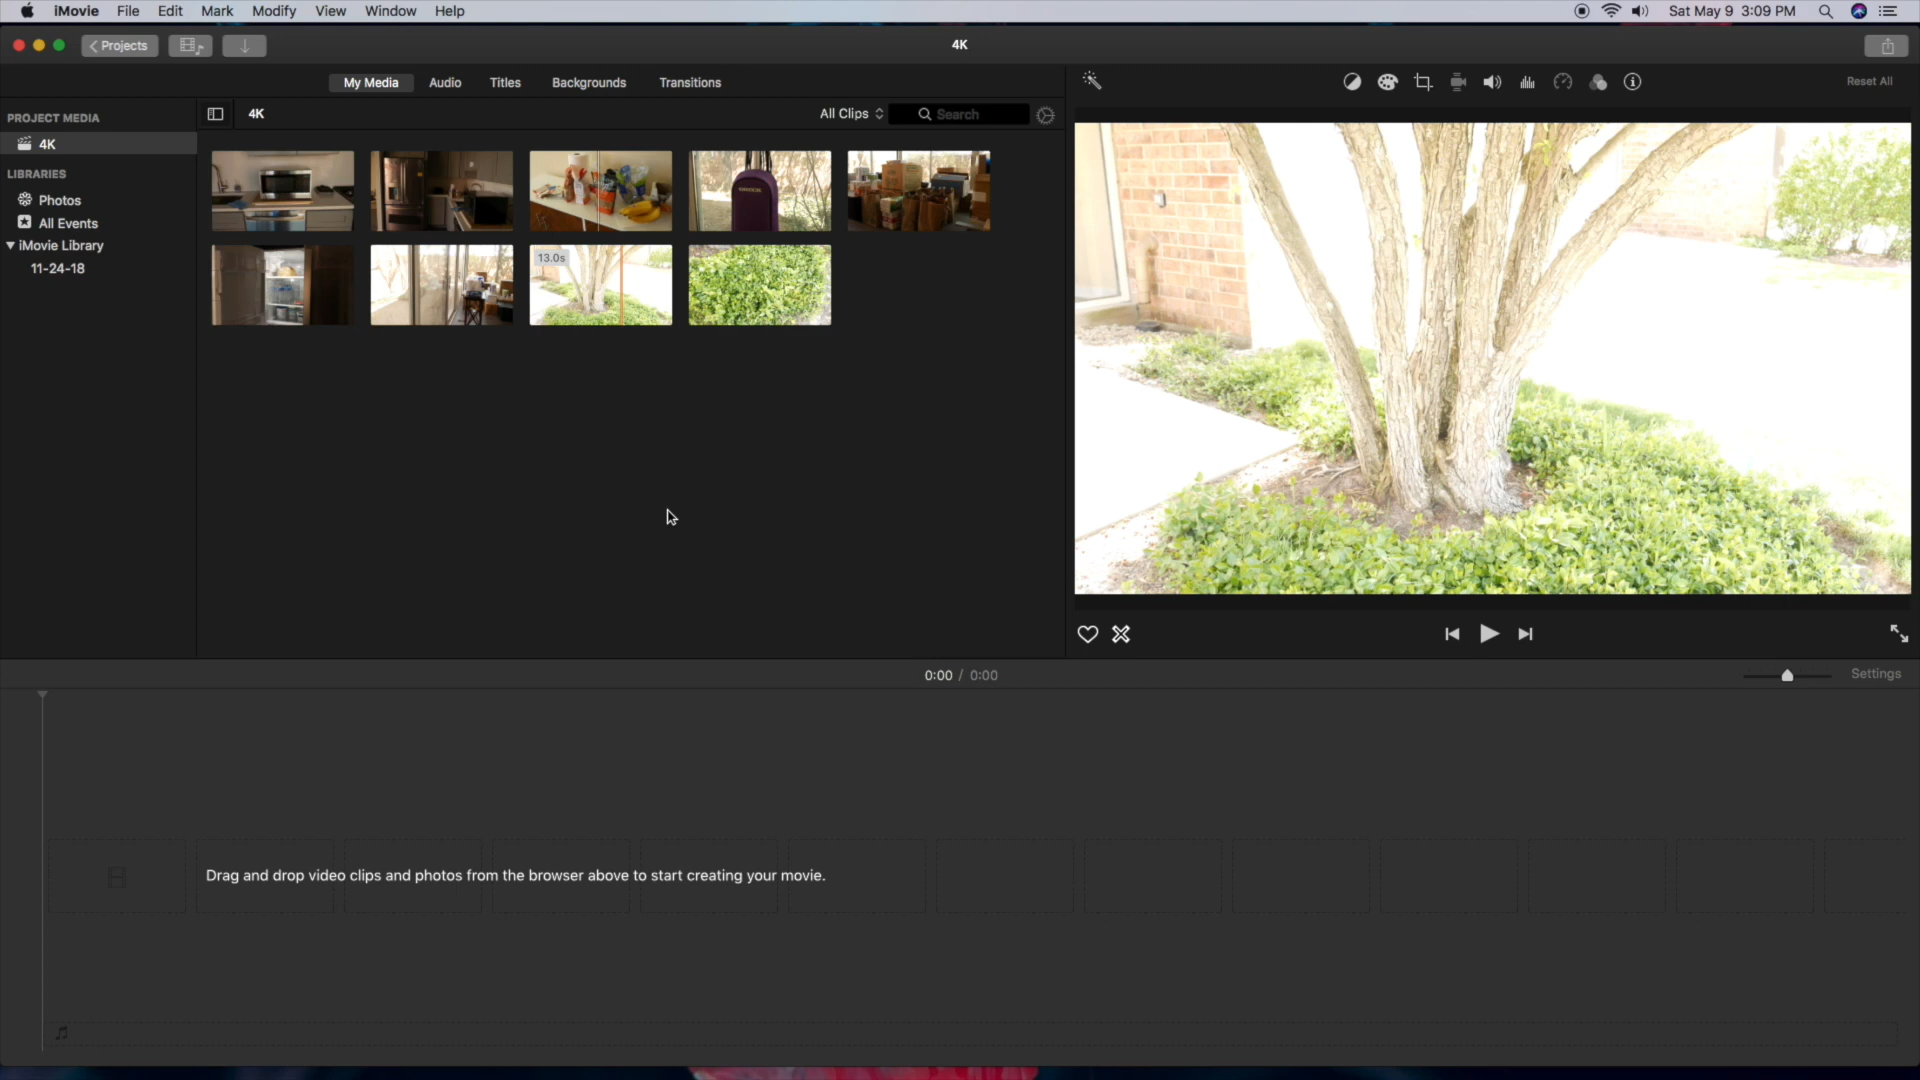 iMovie File Edit Mark Modify View Window Help
Sat May 9 3:09 PM
Projects
4K
My Media Audio Titles Backgrounds Transitions
Reset All
PROJECT MEDIA
4K
LIBRARIES
Photos
All Events
iMovie Library
11-24-18
4K
All Clips
Search
13.0s
0:00 / 0:00
Settings
Drag and drop video clips and photos from the browser above to start creating your movie.